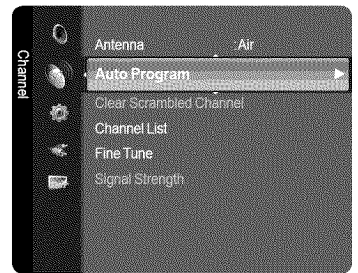 Channel
Antenna :Air
Auto Program
Clear Scrambled Channel
Channel List
Fine Tune
Signal Strength